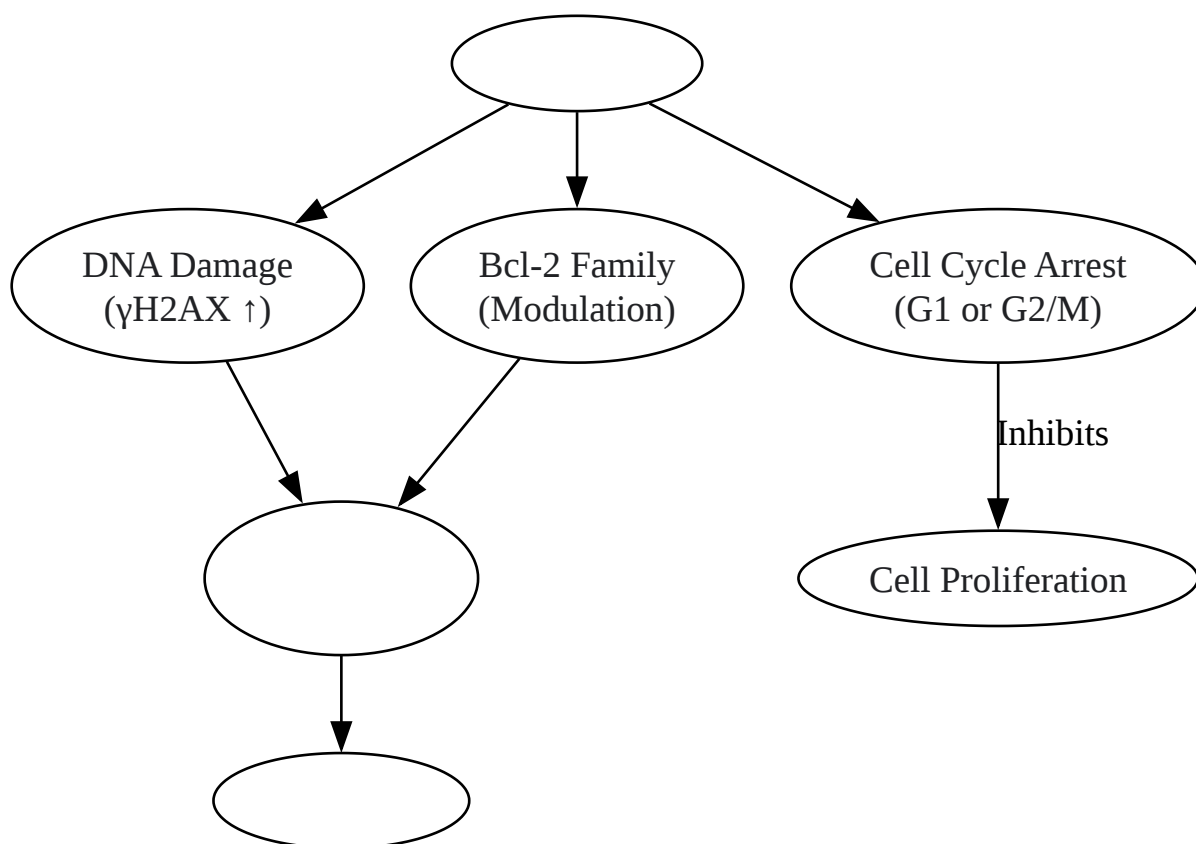 DNA Damage
(γH2AX ↑)
Bcl-2 Family
(Modulation)
Cell Cycle Arrest
(G1 or G2/M)
Inhibits
Cell Proliferation